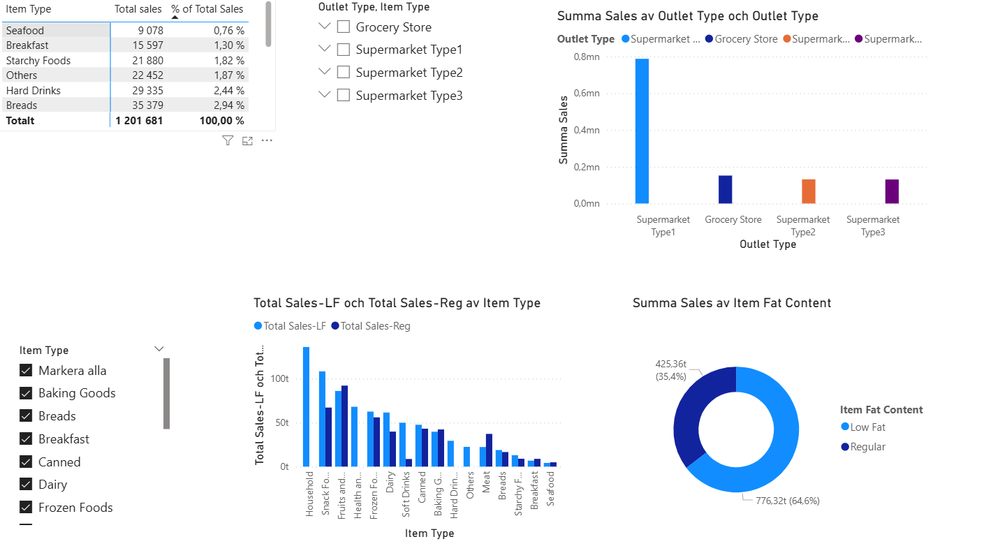 Item Type Total sales % of Total Sales
Seafood 9 078 0,76 %
Breakfast 15 597 1,30 %
Starchy Foods 21 880 1,82 %
Others 22 452 1,87 %
Hard Drinks 29 335 2,44 %
Breads 35 379 2,94 %
Totalt 1 201 681 100,00 %
Outlet Type, Item Type
Grocery Store
Supermarket Type1
Supermarket Type2
Supermarket Type3
Summa Sales av Outlet Type och Outlet Type
Outlet Type Supermarket ... Grocery Store Supermark... Supermark...
Summa Sales
0,8mn
0,6mn
0,4mn
0,2mn
0,0mn
Supermarket Type1
Grocery Store
Supermarket Type2
Supermarket Type3
Outlet Type
Item Type
Markera alla
Baking Goods
Breads
Breakfast
Canned
Dairy
Frozen Foods
Total Sales-LF och Total Sales-Reg av Item Type
Total Sales-LF Total Sales-Reg
Total Sales-LF och Tot...
100t
50t
0t
Household
Snack Fo...
Fruits and...
Health an...
Frozen Fo...
Dairy
Soft Drinks
Canned
Baking G...
Hard Drin...
Others
Meat
Breads
Starchy F...
Breakfast
Seafood
Item Type
Summa Sales av Item Fat Content
425,36t
(35,4%)
776,32t (64,6%)
Item Fat Content
Low Fat
Regular